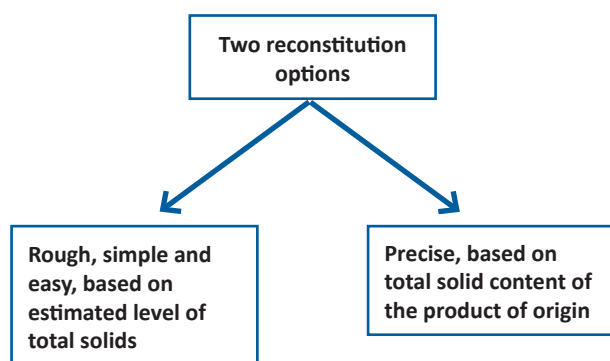 Two reconstitution
options
Rough, simple and
easy, based on
estimated level of
total solids
Precise, based on
total solid content of
the product of origin